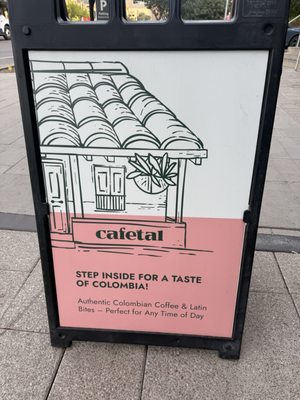 P
cafetal
STEP INSIDE FOR A TASTE
OF COLOMBIA!
Authentic Colombian Coffee & Latin
Bites – Perfect for Any Time of Day